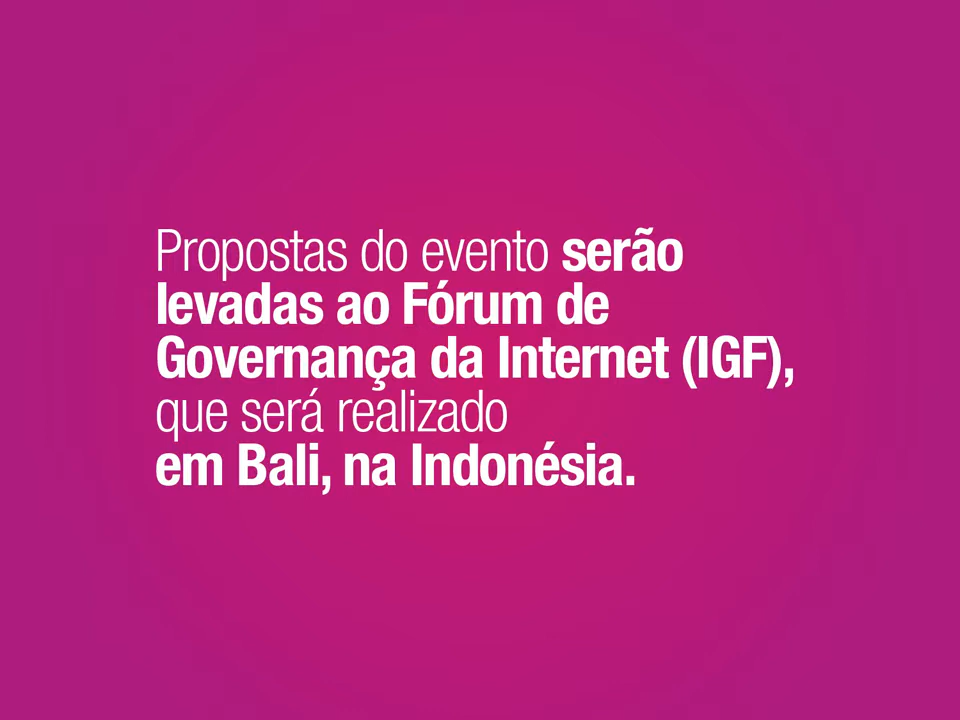 Propostas do evento serão
levadas ao Fórum de
Governança da Internet (IGF),
que será realizado
em Bali, na Indonésia.